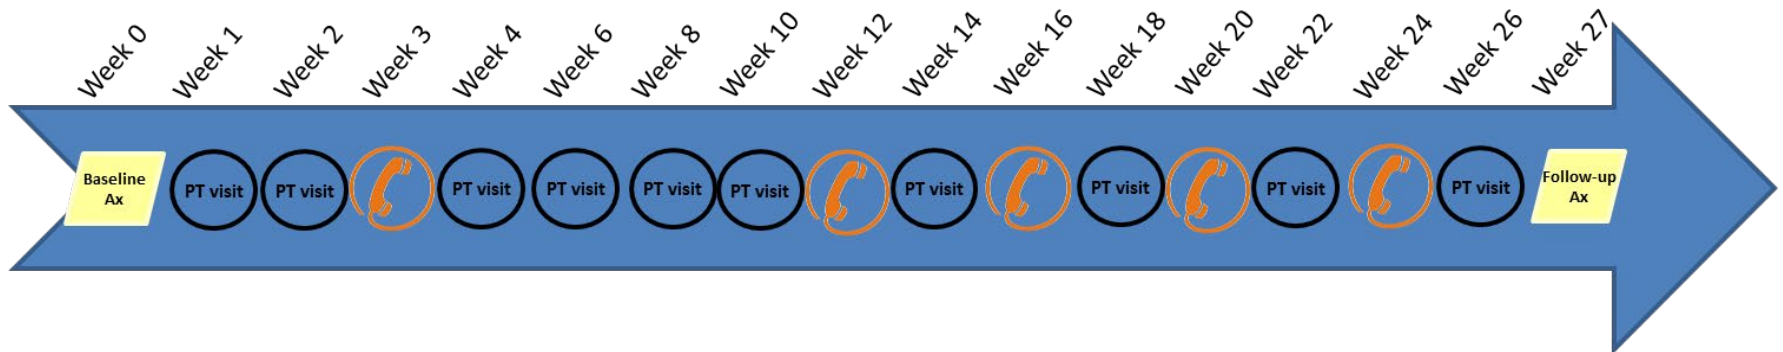 Week 0
Week 1
Week 2
Week 3
Week 4
Week 6
Week 8
Week 10
Week 12
Week 14
Week 16
Week 18
Week 20
Week 22
Week 24
Week 26
Week 27
Baseline
Ax
PT visit
PT visit
PT visit
PT visit
PT visit
PT visit
PT visit
PT visit
PT visit
PT visit
Follow-up
Ax